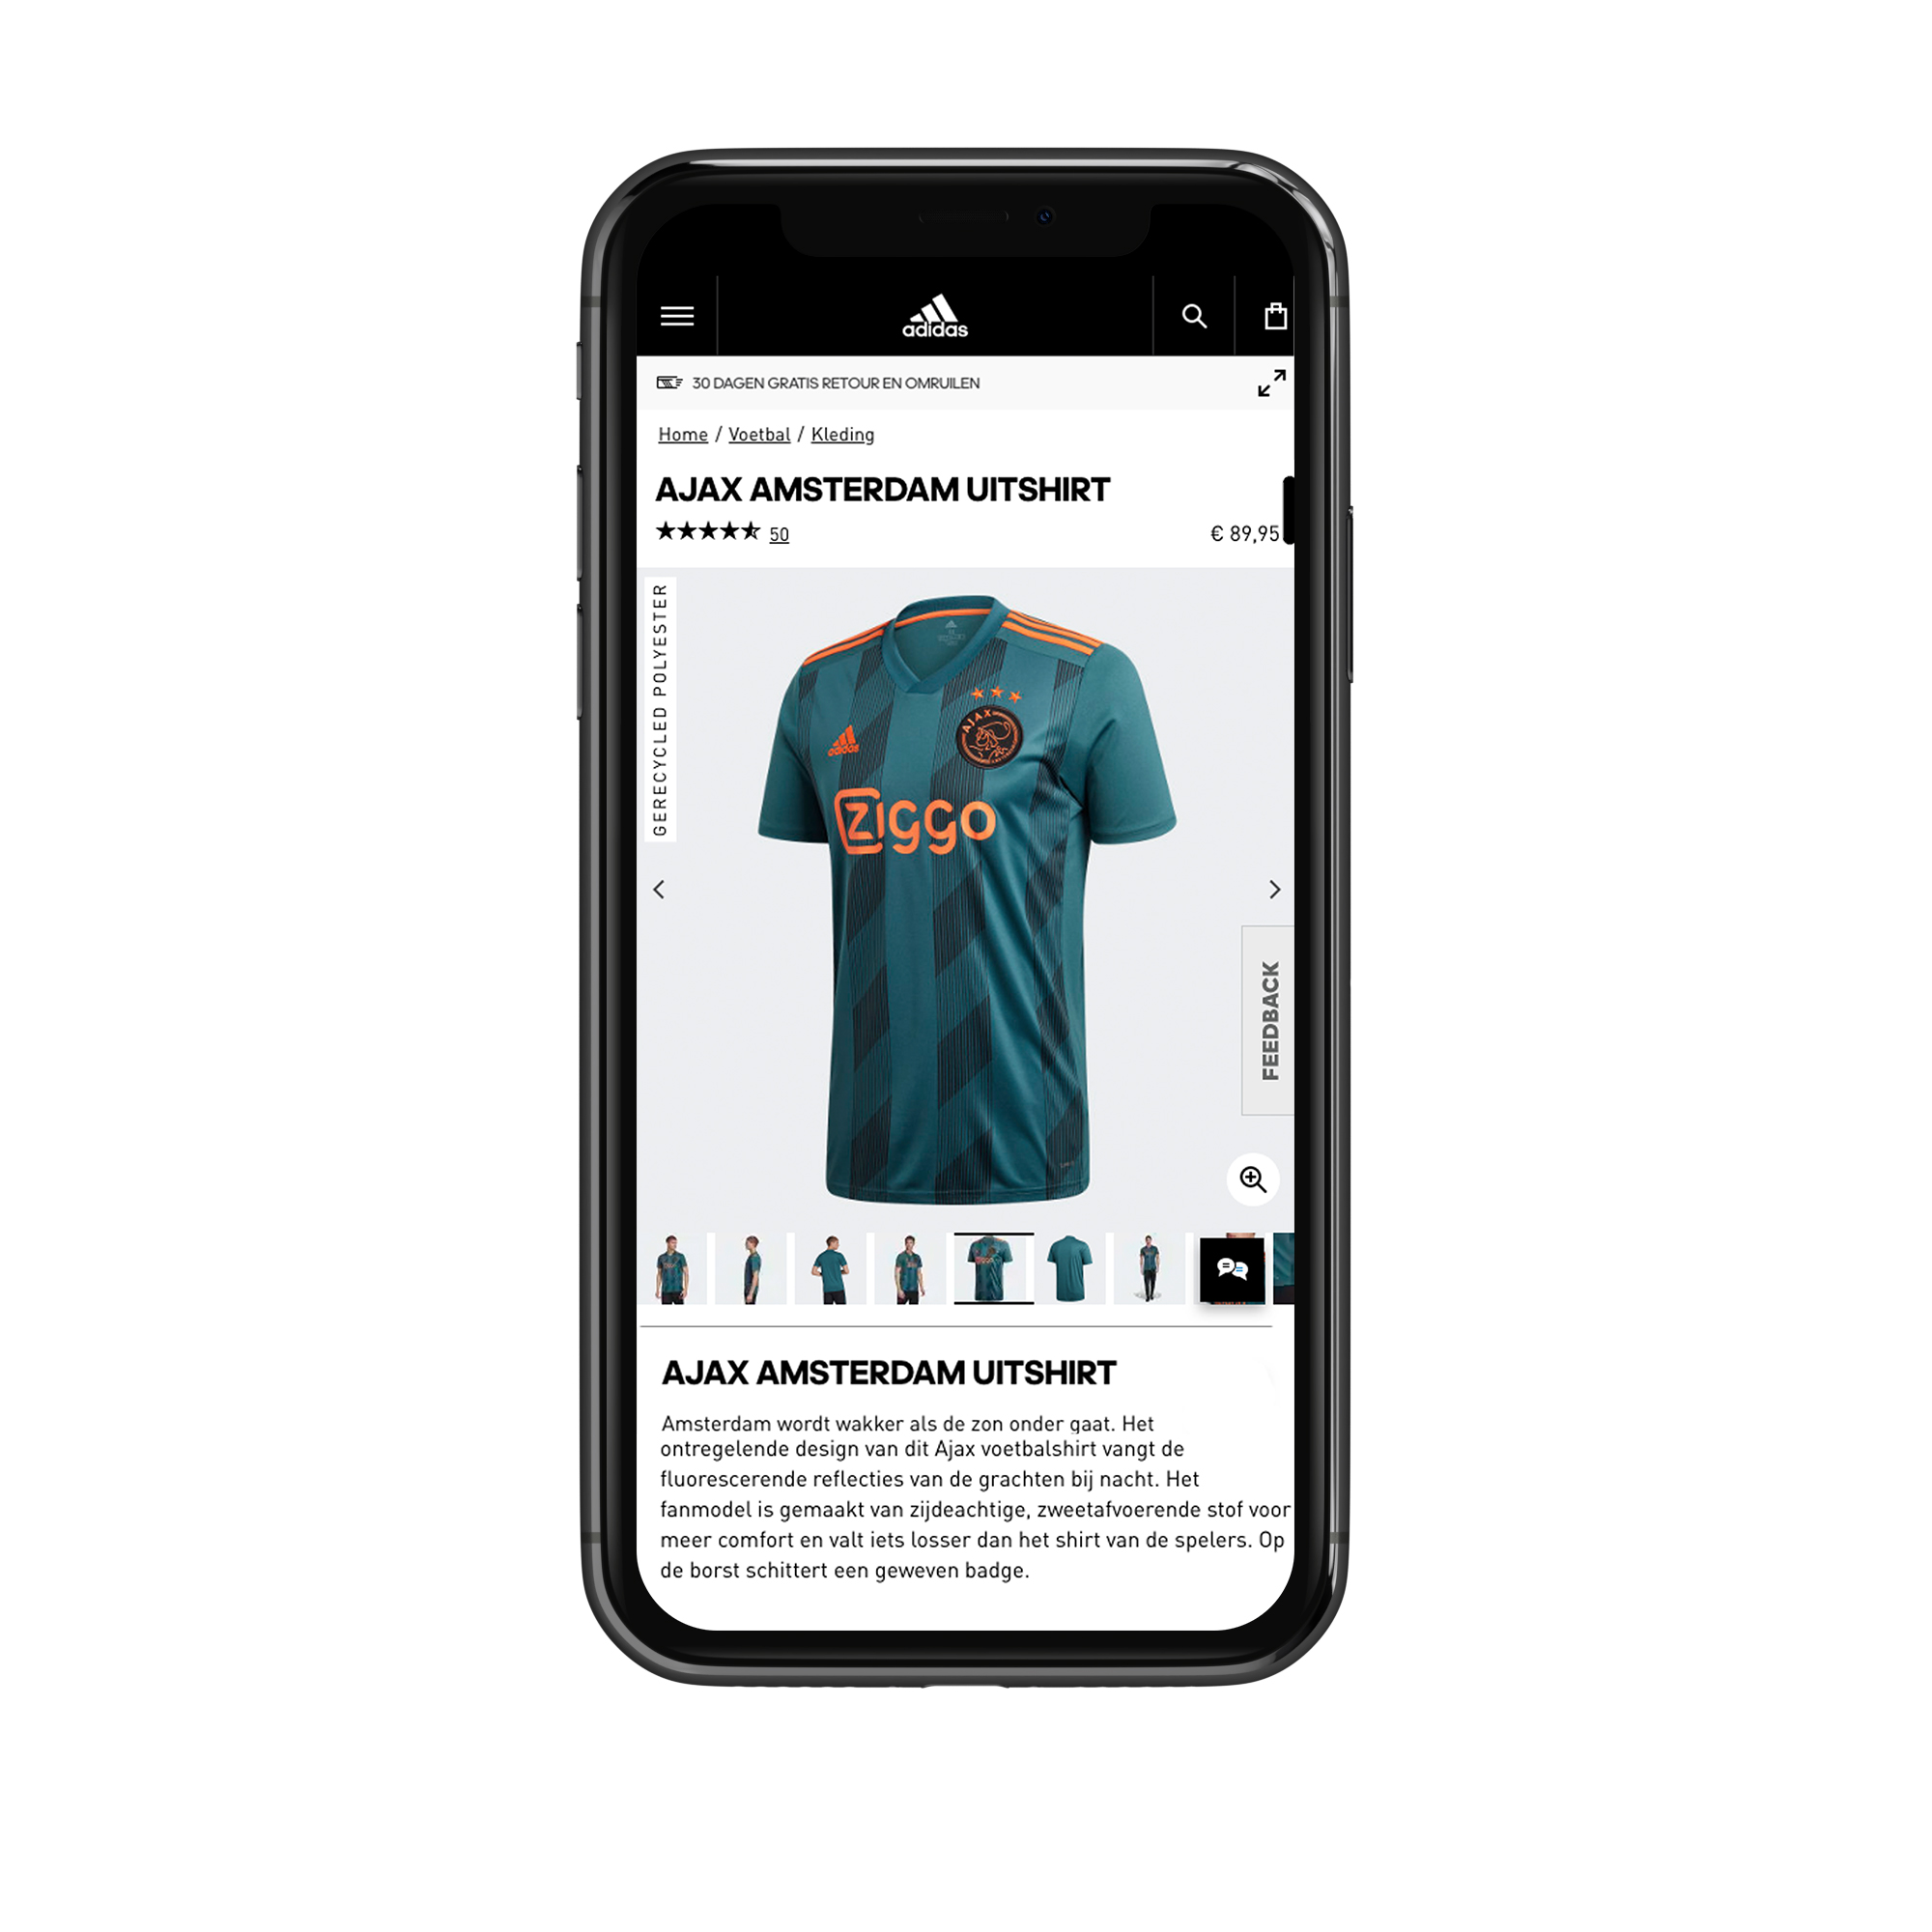 adidas
30 DAGEN GRATIS RETOUR EN OMRUILEN
Home / Voetbal / Kleding
AJAX AMSTERDAM UITSHIRT
50
€ 89,95
GERECYCLED POLYESTER
adidas
AJAX
Ziggo
FEEDBACK
AJAX AMSTERDAM UITSHIRT
Amsterdam wordt wakker als de zon onder gaat. Het
ontregelende design van dit Ajax voetbalshirt vangt de
fluorescerende reflecties van de grachten bij nacht. Het
fanmodel is gemaakt van zijdeachtige, zweetafvoerende stof voor
meer comfort en valt iets losser dan het shirt van de spelers. Op
de borst schittert een geweven badge.